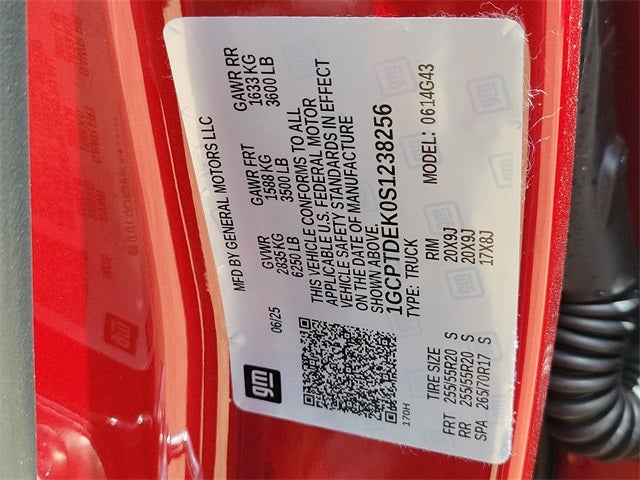 gm
MFD BY GENERAL MOTORS LLC
06/25
GVWR GAWR FRT GAWR RR
2835KG 1588 KG 1633 KG
6250 LB 3500 LB 3600 LB
THIS VEHICLE CONFORMS TO ALL
APPLICABLE U.S. FEDERAL MOTOR
VEHICLE SAFETY STANDARDS IN EFFECT
ON THE DATE OF MANUFACTURE
SHOWN ABOVE.
1GCPTDEK0S1238256
TYPE: TRUCK MODEL: 0614G43
170H
TIRE SIZE RIM
FRT 255/55R20 S 20X9J
RR 255/55R20 S 20X9J
SPA 265/70R17 S 17X8J